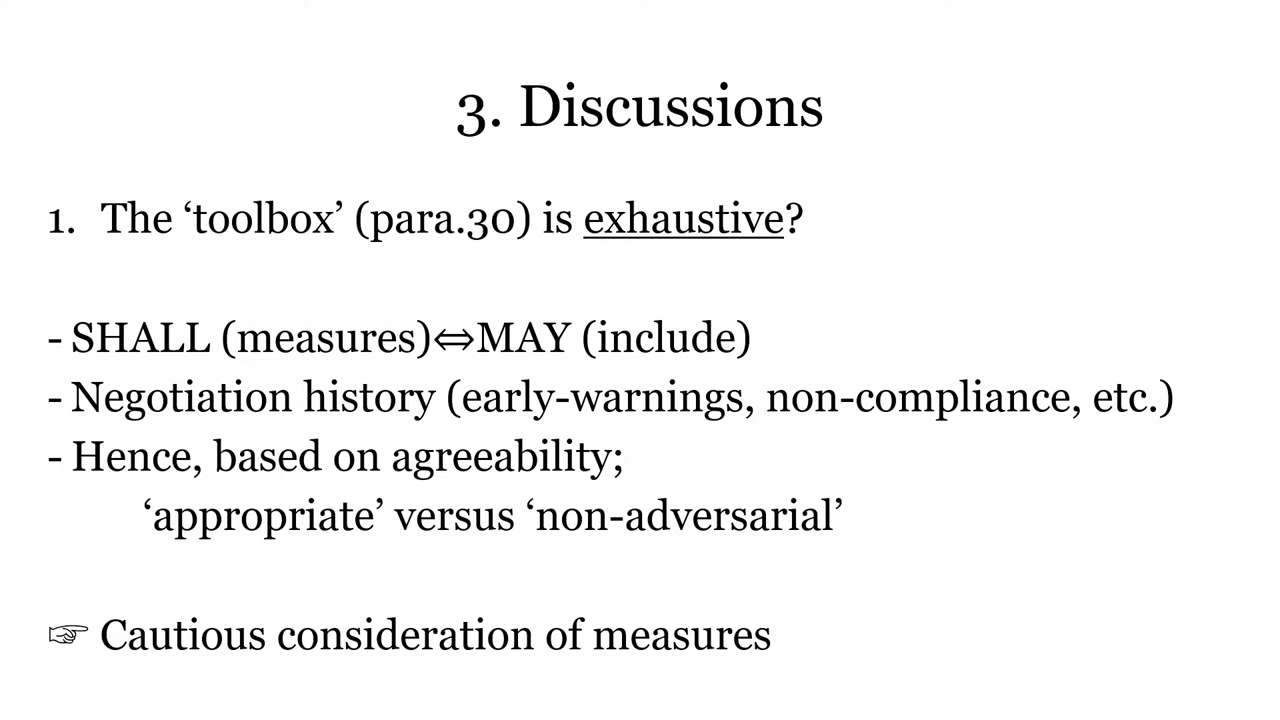 3. Discussions
1. The ‘toolbox’ (para.30) is exhaustive?
- SHALL (measures)⇔MAY (include)
- Negotiation history (early-warnings, non-compliance, etc.)
- Hence, based on agreeability;
‘appropriate’ versus ‘non-adversarial’
☞ Cautious consideration of measures